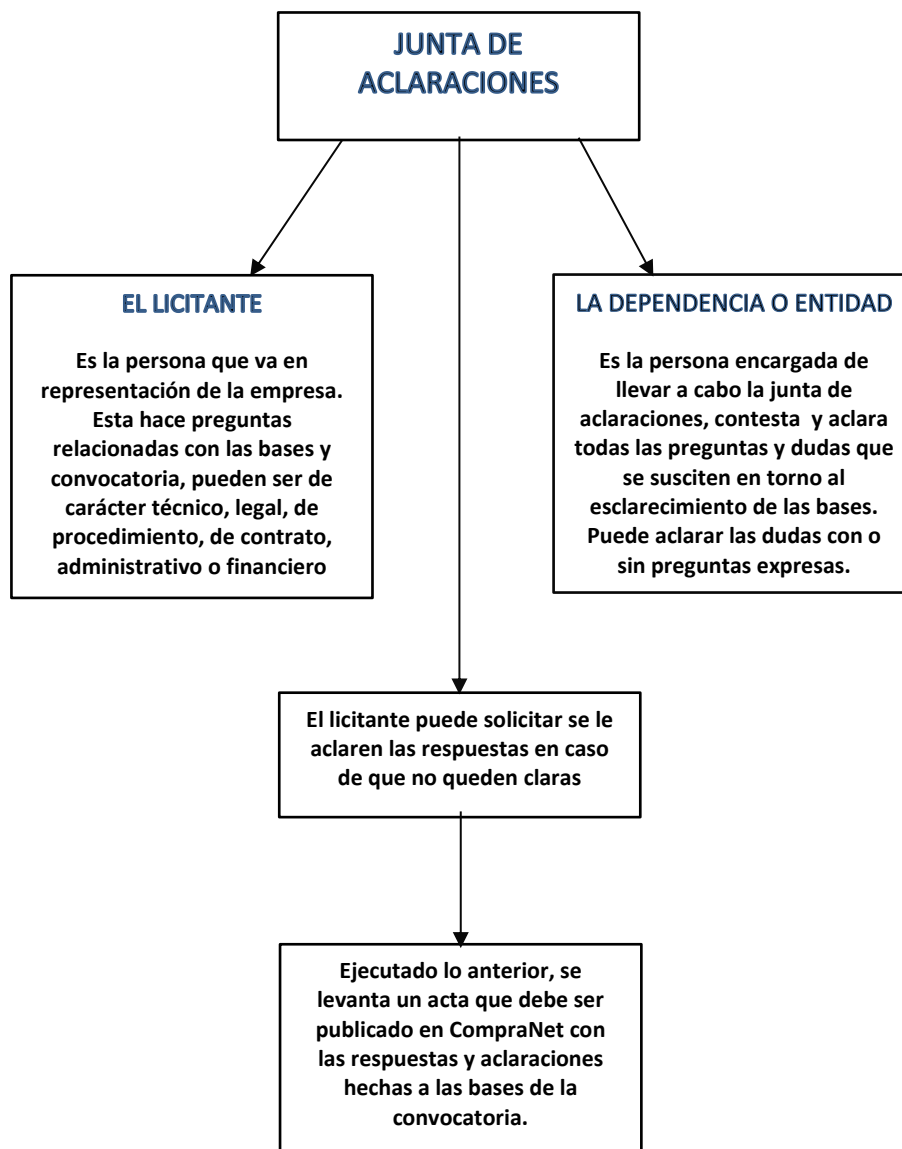 JUNTA DE
ACLARACIONES
EL LICITANTE
Es la persona que va en
representación de la empresa.
Esta hace preguntas
relacionadas con las bases y
convocatoria, pueden ser de
carácter técnico, legal, de
procedimiento, de contrato,
administrativo o financiero
LA DEPENDENCIA O ENTIDAD
Es la persona encargada de
llevar a cabo la junta de
aclaraciones, contesta  y aclara
todas las preguntas y dudas que
se susciten en torno al
esclarecimiento de las bases.
Puede aclarar las dudas con o
sin preguntas expresas.
El licitante puede solicitar se le
aclaren las respuestas en caso
de que no queden claras
Ejecutado lo anterior, se
levanta un acta que debe ser
publicado en CompraNet con
las respuestas y aclaraciones
hechas a las bases de la
convocatoria.